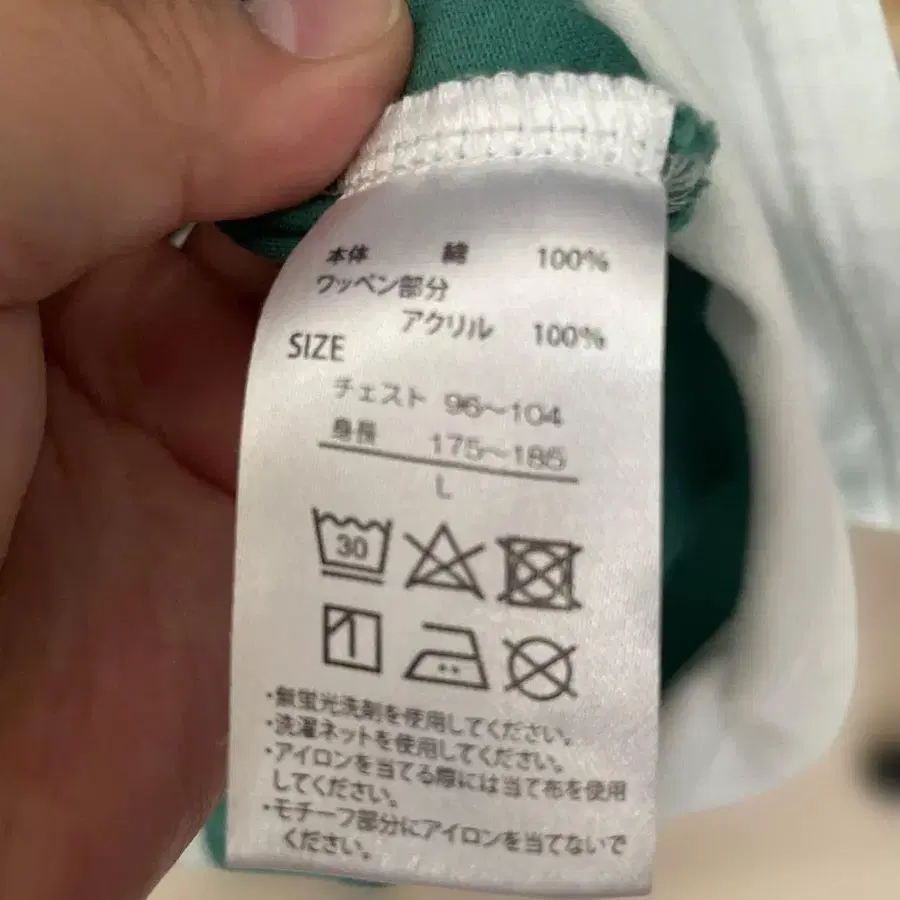 本体 綿 100%
ワッペン部分
アクリル 100%
SIZE
チェスト 96～104
身長 175～185
L
30
・無蛍光洗剤を使用してください。
・洗濯ネットを使用してください。
・アイロンを当てる際には当て布を使用
してください。
・モチーフ部分にアイロンを当てないで
ください。